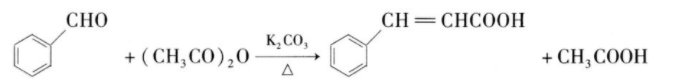 CHO
CH=CHCOOH
+ (CH₃CO)₂O K₂CO₃ △ + CH₃COOH